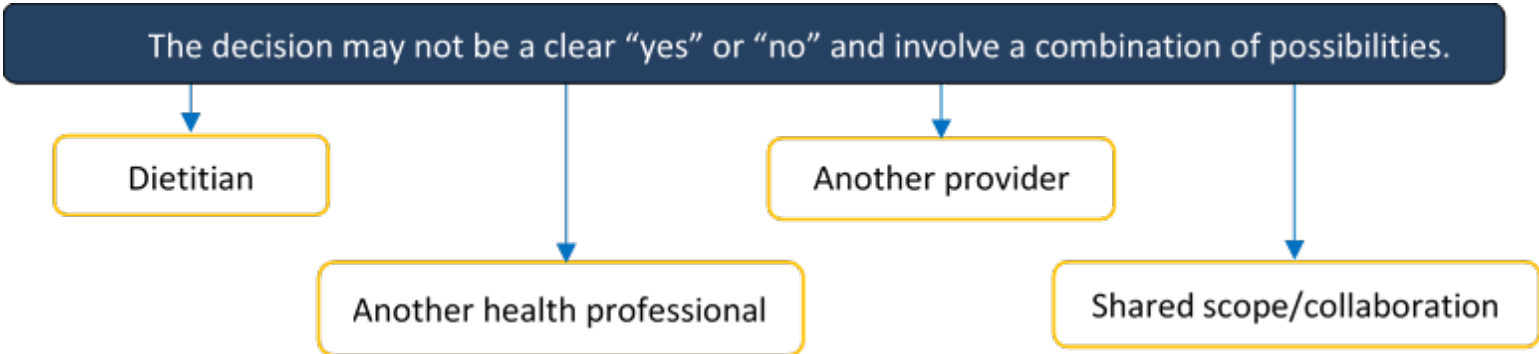 The decision may not be a clear “yes” or “no” and involve a combination of possibilities.
Dietitian
Another provider
Another health professional
Shared scope/collaboration